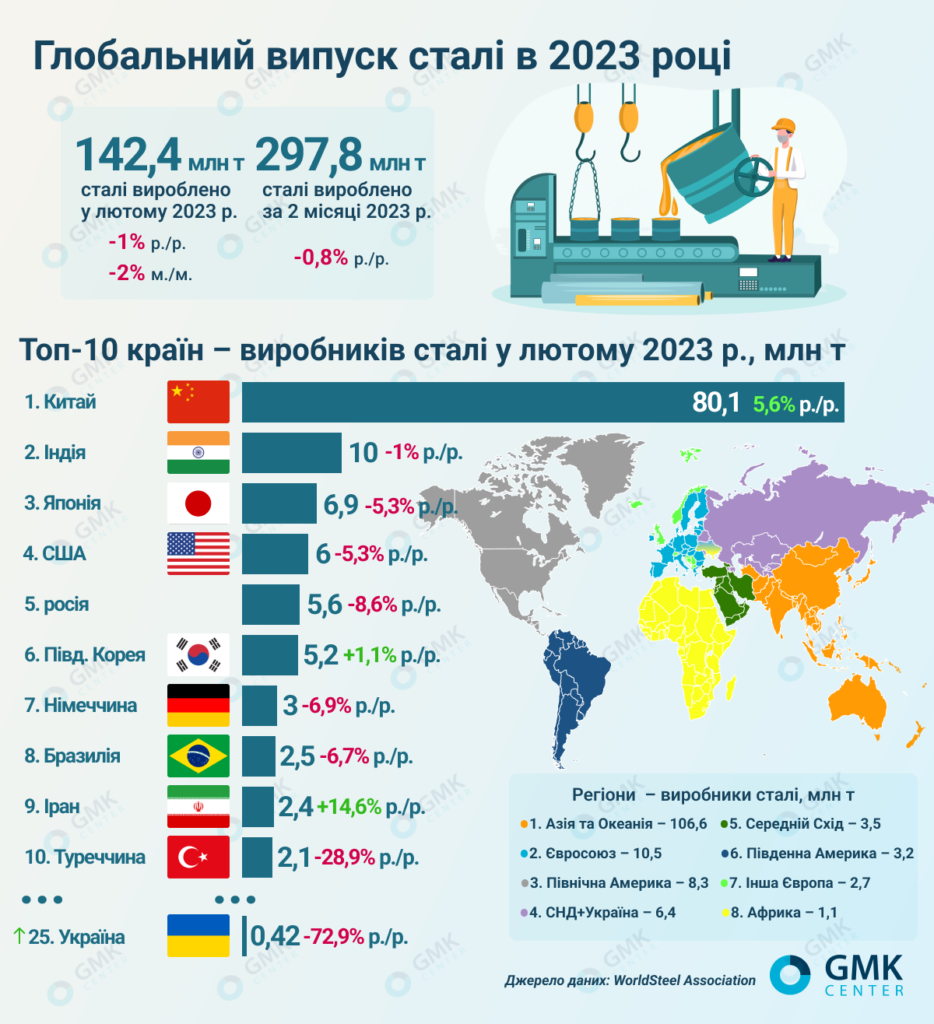 Глобальний випуск сталі в 2023 році
142,4 млн т
сталі вироблено
у лютому 2023 р.
-1% р./р.
-2% м./м.
297,8 млн т
сталі вироблено
за 2 місяці 2023 р.
-0,8% р./р.
Топ-10 країн – виробників сталі у лютому 2023 р., млн т
1. Китай 80,1 5,6% р./р.
2. Індія 10 -1% р./р.
3. Японія 6,9 -5,3% р./р.
4. США 6 -5,3% р./р.
5. росія 5,6 -8,6% р./р.
6. Півд. Корея 5,2 +1,1% р./р.
7. Німеччина 3 -6,9% р./р.
8. Бразилія 2,5 -6,7% р./р.
9. Іран 2,4 +14,6% р./р.
10. Туреччина 2,1 -28,9% р./р.
↑ 25. Україна 0,42 -72,9% р./р.
Региони – виробники сталі, млн т
1. Азія та Океанія – 106,6
2. Євросоюз – 10,5
3. Північна Америка – 8,3
4. СНД+Україна – 6,4
5. Середній Схід – 3,5
6. Південна Америка – 3,2
7. Інша Європа – 2,7
8. Африка – 1,1
Джерело даних: WorldSteel Association
GMK
CENTER